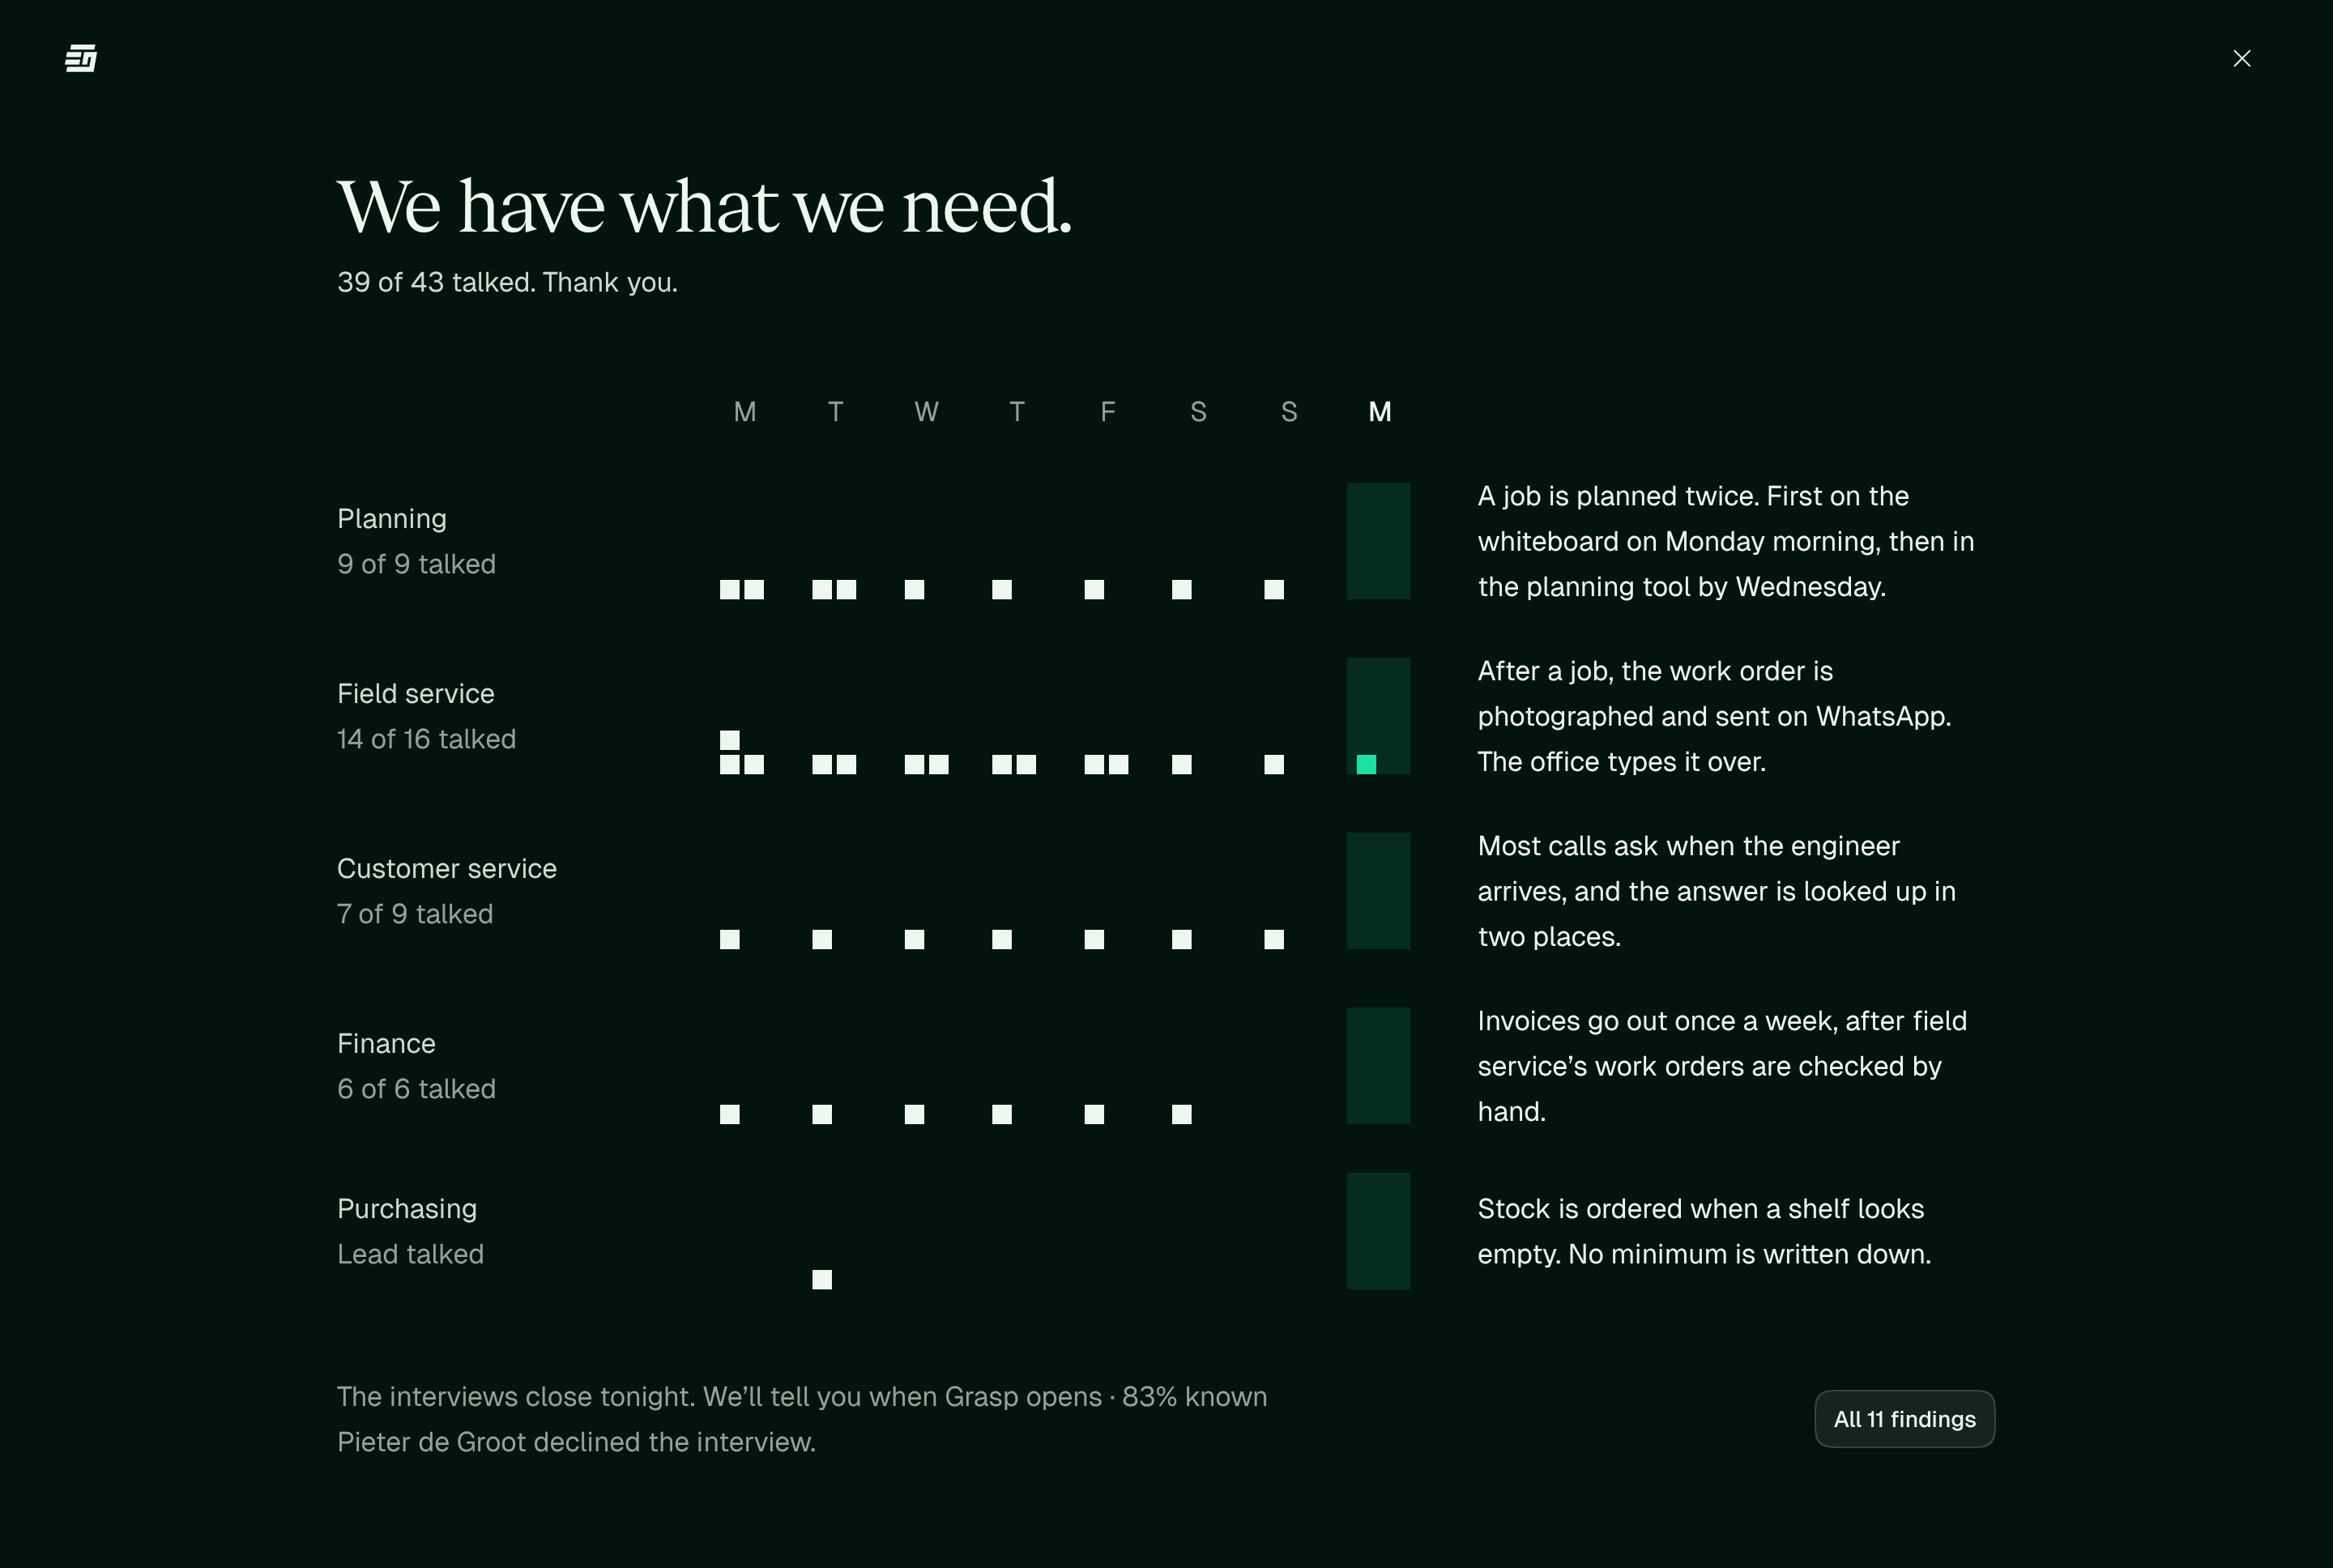 We have what we need.
39 of 43 talked. Thank you.
M T W T F S S M
Planning
9 of 9 talked
A job is planned twice. First on the
whiteboard on Monday morning, then in
the planning tool by Wednesday.
Field service
14 of 16 talked
After a job, the work order is
photographed and sent on WhatsApp.
The office types it over.
Customer service
7 of 9 talked
Most calls ask when the engineer
arrives, and the answer is looked up in
two places.
Finance
6 of 6 talked
Invoices go out once a week, after field
service’s work orders are checked by
hand.
Purchasing
Lead talked
Stock is ordered when a shelf looks
empty. No minimum is written down.
The interviews close tonight. We’ll tell you when Grasp opens · 83% known
Pieter de Groot declined the interview.
All 11 findings